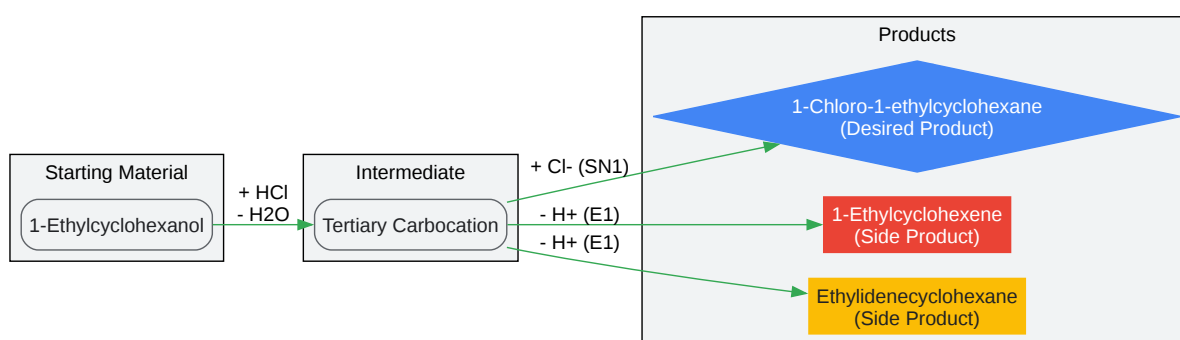 Products
1-Chloro-1-ethylcyclohexane
(Desired Product)
Starting Material
Intermediate
+ Cl- (SN1)
+ HCl
- H2O
1-Ethylcyclohexanol
Tertiary Carbocation
- H+ (E1)
- H+ (E1)
1-Ethylcyclohexene
(Side Product)
Ethylidenecyclohexane
(Side Product)